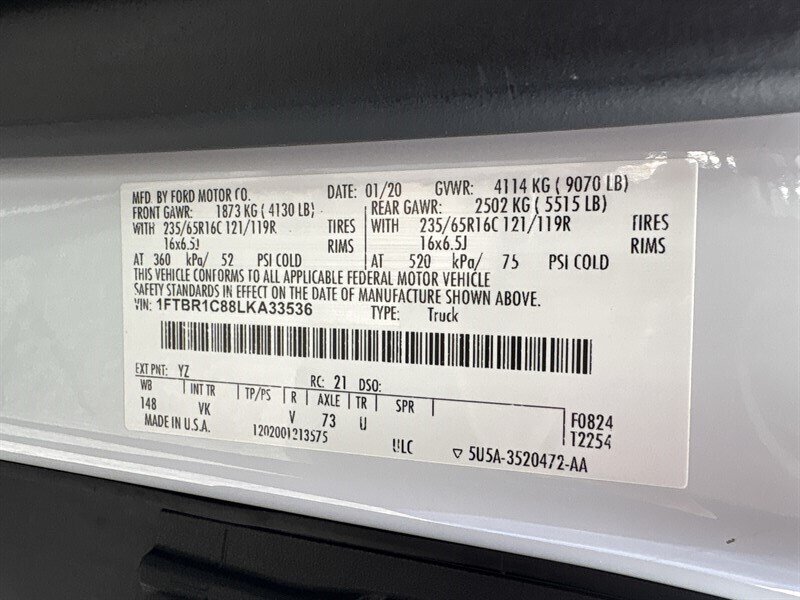 MFD. BY FORD MOTOR CO. DATE: 01/20 GVWR: 4114 KG ( 9070 LB)
FRONT GAWR: 1873 KG ( 4130 LB) REAR GAWR: 2502 KG ( 5515 LB)
WITH 235/65R16C 121/119R TIRES WITH 235/65R16C 121/119R TIRES
16x6.5J RIMS 16x6.5J RIMS
AT 360 kPa/ 52 PSI COLD AT 520 kPa/ 75 PSI COLD
THIS VEHICLE CONFORMS TO ALL APPLICABLE FEDERAL MOTOR VEHICLE
SAFETY STANDARDS IN EFFECT ON THE DATE OF MANUFACTURE SHOWN ABOVE.
VIN: 1FTBR1C88LKA33536 TYPE: Truck
EXT PNT: YZ RC: 21 DSO:
WB INT TR TP/PS R AXLE TR SPR
148 VK V 73 U F0824
MADE IN U.S.A. 1202001213575 12254
ULC ▽ 5U5A-3520472-AA